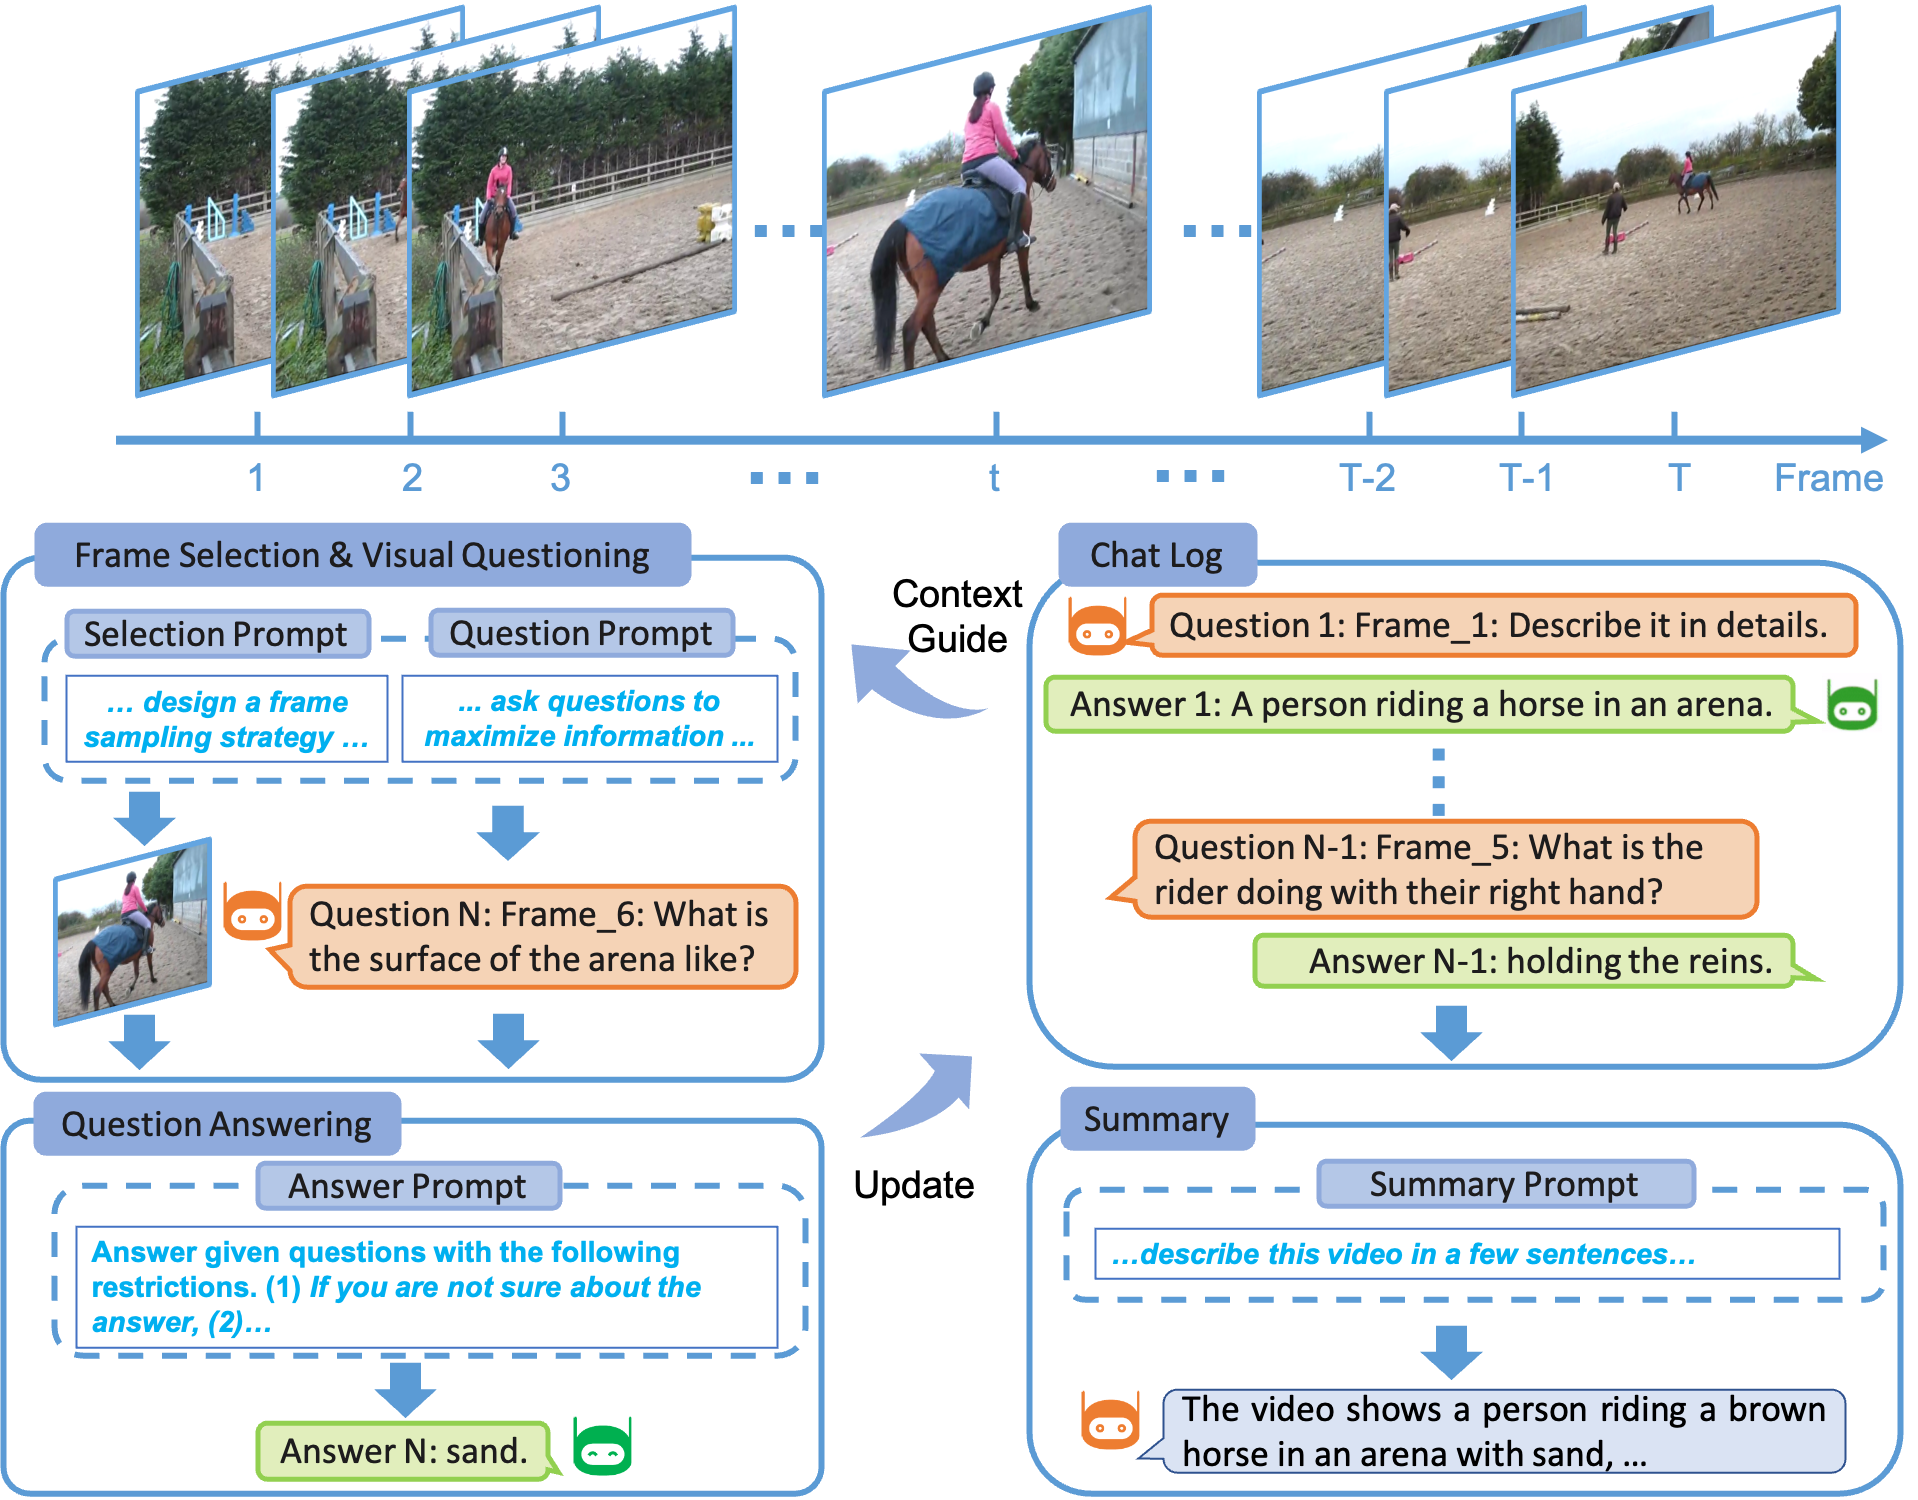 1 2 3 ... t ... T-2 T-1 T Frame
Frame Selection & Visual Questioning
Selection Prompt
Question Prompt
... design a frame
sampling strategy ...
... ask questions to
maximize information ...
Question N: Frame_6: What is
the surface of the arena like?
Question Answering
Answer Prompt
Answer given questions with the following
restrictions. (1) If you are not sure about the
answer, (2)...
Answer N: sand.
Context
Guide
Update
Chat Log
Question 1: Frame_1: Describe it in details.
Answer 1: A person riding a horse in an arena.
Question N-1: Frame_5: What is the
rider doing with their right hand?
Answer N-1: holding the reins.
Summary
Summary Prompt
...describe this video in a few sentences...
The video shows a person riding a brown
horse in an arena with sand, ...